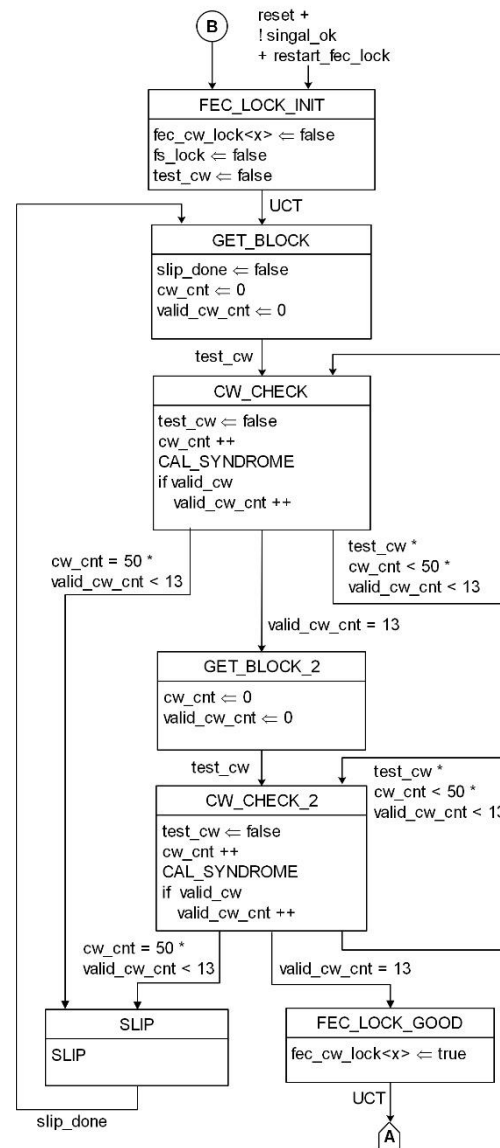 B
reset +
! singal_ok
+ restart_fec_lock
FEC_LOCK_INIT
fec_cw_lock<x> ⇐ false
fs_lock ⇐ false
test_cw ⇐ false
UCT
GET_BLOCK
slip_done ⇐ false
cw_cnt ⇐ 0
valid_cw_cnt ⇐ 0
test_cw
CW_CHECK
test_cw ⇐ false
cw_cnt ++
CAL_SYNDROME
if valid_cw
valid_cw_cnt ++
cw_cnt = 50 *
valid_cw_cnt < 13
test_cw *
cw_cnt < 50 *
valid_cw_cnt < 13
valid_cw_cnt = 13
GET_BLOCK_2
cw_cnt ⇐ 0
valid_cw_cnt ⇐ 0
test_cw
test_cw *
cw_cnt < 50 *
valid_cw_cnt < 13
CW_CHECK_2
test_cw ⇐ false
cw_cnt ++
CAL_SYNDROME
if valid_cw
valid_cw_cnt ++
cw_cnt = 50 *
valid_cw_cnt < 13
valid_cw_cnt = 13
SLIP
SLIP
FEC_LOCK_GOOD
fec_cw_lock<x> ⇐ true
slip_done
UCT
A